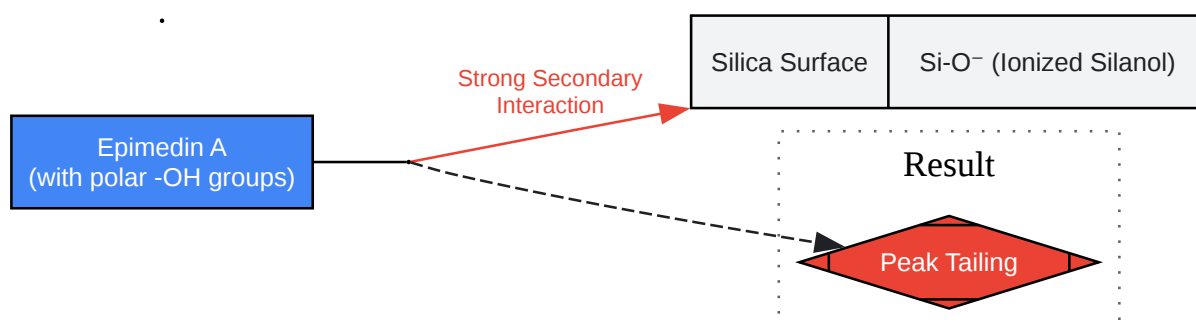 Silica Surface
Si-O⁻ (Ionized Silanol)
Strong Secondary
Interaction
Epimedin A
(with polar -OH groups)
Result
Peak Tailing